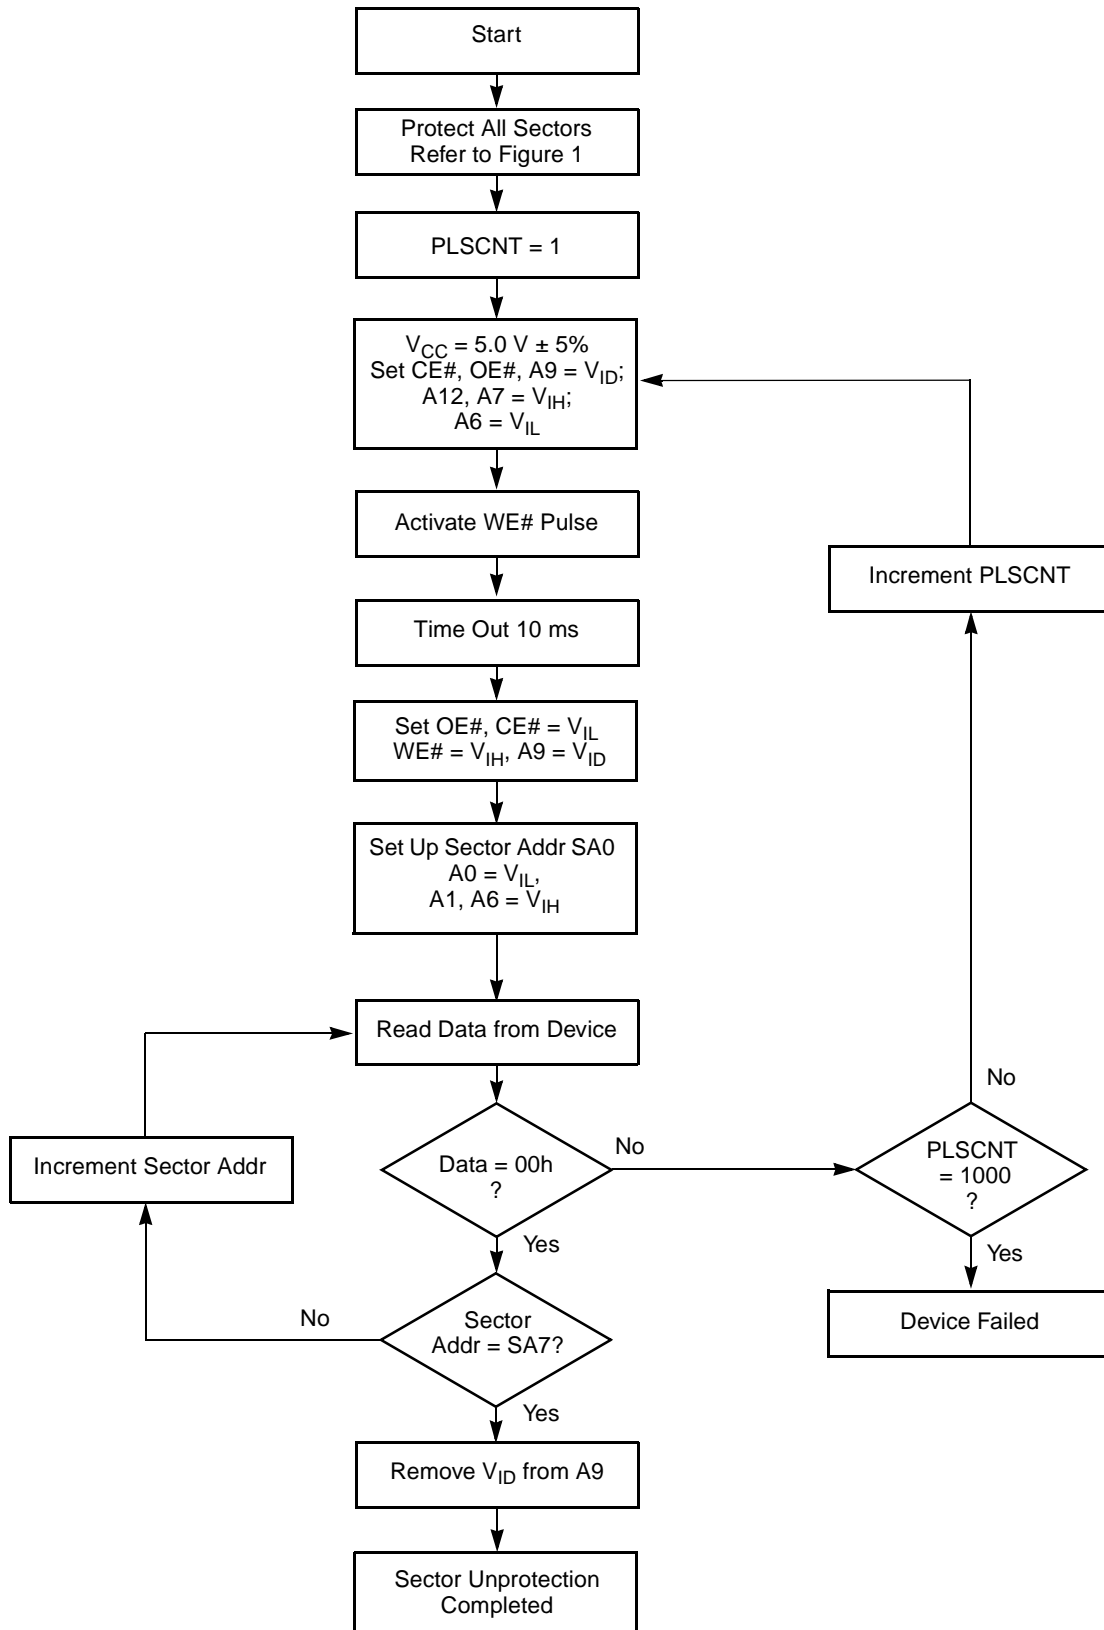 Start
Protect All Sectors
Refer to Figure 1
PLSCNT = 1
VCC = 5.0 V ± 5%
Set CE#, OE#, A9 = VID;
A12, A7 = VIH;
A6 = VIL
Activate WE# Pulse
Increment PLSCNT
Time Out 10 ms
Set OE#, CE# = VIL
WE# = VIH, A9 = VID
Set Up Sector Addr SA0
A0 = VIL,
A1, A6 = VIH
Read Data from Device
No
Increment Sector Addr
Data = 00h
?
No
PLSCNT
= 1000
?
Yes
Yes
No
Sector
Addr = SA7?
Device Failed
Yes
Remove VID from A9
Sector Unprotection
Completed